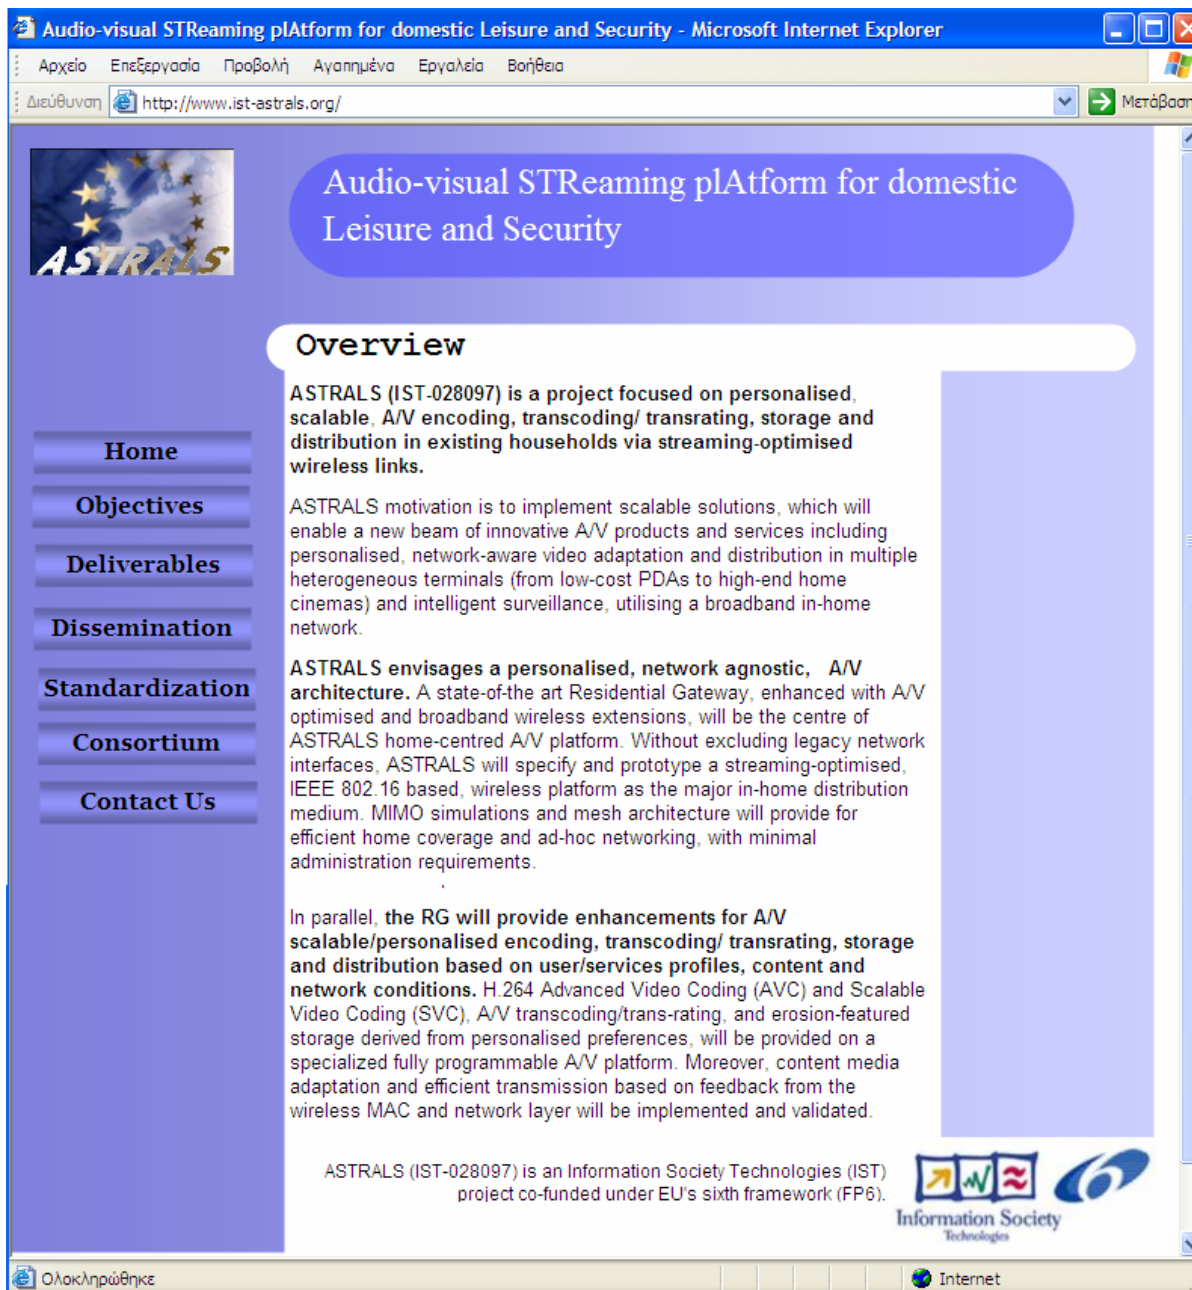 Audio-visual STReaming plAtform for domestic Leisure and Security - Microsoft Internet Explorer
Αρχείο Επεξεργασία Προβολή Αγαπημένα Εργαλεία Βοήθεια
Διεύθυνση http://www.ist-astrals.org/ Μετάβαση
ASTRALS
Audio-visual STReaming plAtform for domestic
Leisure and Security
Overview
Home
Objectives
Deliverables
Dissemination
Standardization
Consortium
Contact Us
ASTRALS (IST-028097) is a project focused on personalised,
scalable, A/V encoding, transcoding/ transrating, storage and
distribution in existing households via streaming-optimised
wireless links.
ASTRALS motivation is to implement scalable solutions, which will
enable a new beam of innovative A/V products and services including
personalised, network-aware video adaptation and distribution in multiple
heterogeneous terminals (from low-cost PDAs to high-end home
cinemas) and intelligent surveillance, utilising a broadband in-home
network.
ASTRALS envisages a personalised, network agnostic, A/V
architecture. A state-of-the art Residential Gateway, enhanced with A/V
optimised and broadband wireless extensions, will be the centre of
ASTRALS home-centred A/V platform. Without excluding legacy network
interfaces, ASTRALS will specify and prototype a streaming-optimised,
IEEE 802.16 based, wireless platform as the major in-home distribution
medium. MIMO simulations and mesh architecture will provide for
efficient home coverage and ad-hoc networking, with minimal
administration requirements.
In parallel, the RG will provide enhancements for A/V
scalable/personalised encoding, transcoding/ transrating, storage
and distribution based on user/services profiles, content and
network conditions. H.264 Advanced Video Coding (AVC) and Scalable
Video Coding (SVC), A/V transcoding/trans-rating, and erosion-featured
storage derived from personalised preferences, will be provided on a
specialized fully programmable A/V platform. Moreover, content media
adaptation and efficient transmission based on feedback from the
wireless MAC and network layer will be implemented and validated.
ASTRALS (IST-028097) is an Information Society Technologies (IST)
project co-funded under EU's sixth framework (FP6).
Information Society
Technologies
Ολοκληρώθηκε Internet